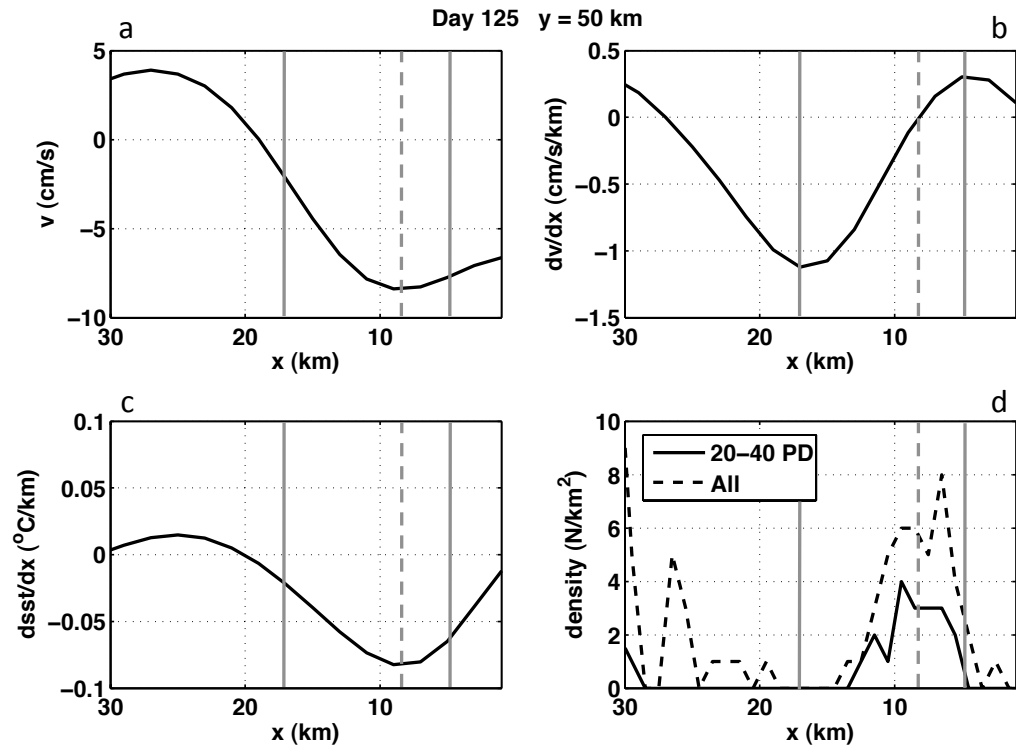 Day 125 y = 50 km
a
5
0
−5
−10
v (cm/s)
30
20
10
x (km)
b
0.5
0
−0.5
−1
−1.5
dv/dx (cm/s/km)
30
20
10
x (km)
c
0.1
0.05
0
−0.05
−0.1
dsst/dx (°C/km)
30
20
10
x (km)
d
10
8
6
4
2
0
density (N/km²)
20−40 PD
All
30
20
10
x (km)